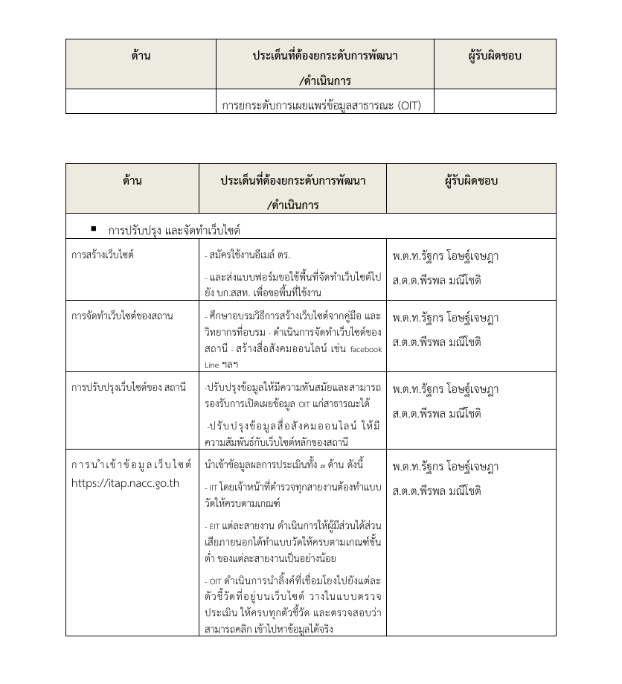 ด้าน
ประเด็นที่ต้องยกระดับการพัฒนา
/ดำเนินการ
ผู้รับผิดชอบ
การยกระดับการเผยแพร่ข้อมูลสาธารณะ (OIT)
ด้าน
ประเด็นที่ต้องยกระดับการพัฒนา
/ดำเนินการ
ผู้รับผิดชอบ
▪ การปรับปรุง และจัดทำเว็บไซต์
การสร้างเว็บไซต์
- สมัครใช้งานอีเมล์ ตร.
- และส่งแบบฟอร์มขอใช้พื้นที่จัดทำเว็บไซต์ไป
ยัง บก.สสท. เพื่อขอพื้นที่ใช้งาน
พ.ต.ท.รัฐกร โอษฐ์เจษฎา
ส.ต.ต.พีรพล มณีโชติ
การจัดทำเว็บไซต์ของสถาน
- ศึกษาอบรมวิธีการสร้างเว็บไซต์จากคู่มือ และ
วิทยากรที่อบรม - ดำเนินการจัดทำเว็บไซต์ของ
สถานี - สร้างสื่อสังคมออนไลน์ เช่น facebook
Line ฯลฯ
พ.ต.ท.รัฐกร โอษฐ์เจษฎา
ส.ต.ต.พีรพล มณีโชติ
การปรับปรุงเว็บไซต์ของ สถานี
-ปรับปรุงข้อมูลให้มีความทันสมัยและสามารถ
รองรับการเปิดเผยข้อมูล OIT แก่สาธารณะได้
-ปรับปรุงข้อมูลสื่อสังคมออนไลน์ ให้มี
ความสัมพันธ์กับเว็บไซต์หลักของสถานี
พ.ต.ท.รัฐกร โอษฐ์เจษฎา
ส.ต.ต.พีรพล มณีโชติ
การนำเข้าข้อมูลเว็บไซต์
https://itap.nacc.go.th
นำเข้าข้อมูลผลการประเมินทั้ง ๓ ด้าน ดังนี้
- IIT โดยเจ้าหน้าที่ตำรวจทุกสายงานต้องทำแบบ
วัดให้ครบตามเกณฑ์
- EIT แต่ละสายงาน ดำเนินการให้ผู้มีส่วนได้ส่วน
เสียภายนอกได้ทำแบบวัดให้ครบตามเกณฑ์ขั้น
ต่ำ ของแต่ละสายงานเป็นอย่างน้อย
- OIT ดำเนินการนำลิ้งค์ที่เชื่อมโยงไปยังแต่ละ
ตัวชี้วัดที่อยู่บนเว็บไซต์ วางในแบบตรวจ
ประเมิน ให้ครบทุกตัวชี้วัด และตรวจสอบว่า
สามารถคลิก เข้าไปหาข้อมูลได้จริง
พ.ต.ท.รัฐกร โอษฐ์เจษฎา
ส.ต.ต.พีรพล มณีโชติ